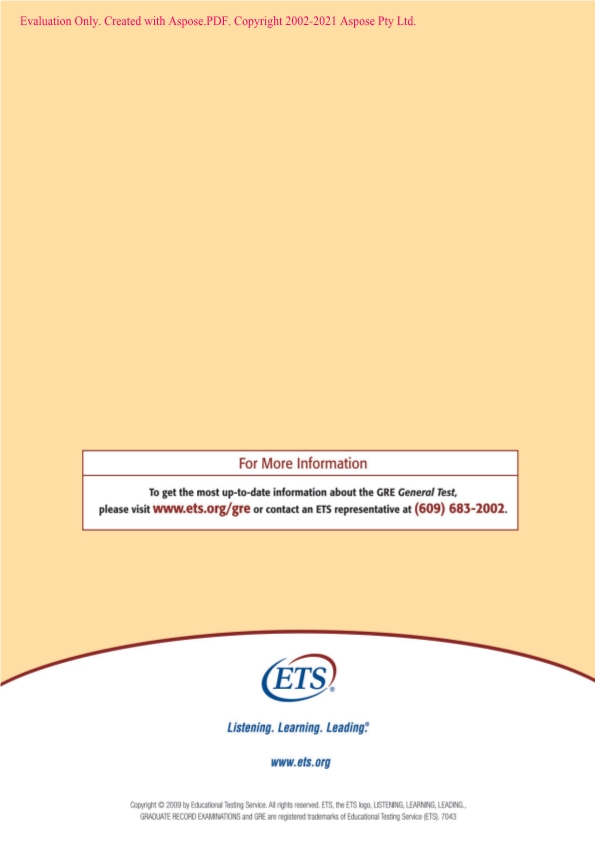 Evaluation Only. Created with Aspose.PDF. Copyright 2002-2021 Aspose Pty Ltd.
For More Information
To get the most up-to-date information about the GRE General Test,
please visit www.ets.org/gre or contact an ETS representative at (609) 683-2002.
ETS®
Listening. Learning. Leading.®
www.ets.org
Copyright © 2009 by Educational Testing Service. All rights reserved. ETS, the ETS logo, LISTENING, LEARNING, LEADING.,
GRADUATE RECORD EXAMINATIONS and GRE are registered trademarks of Educational Testing Service (ETS). 7043